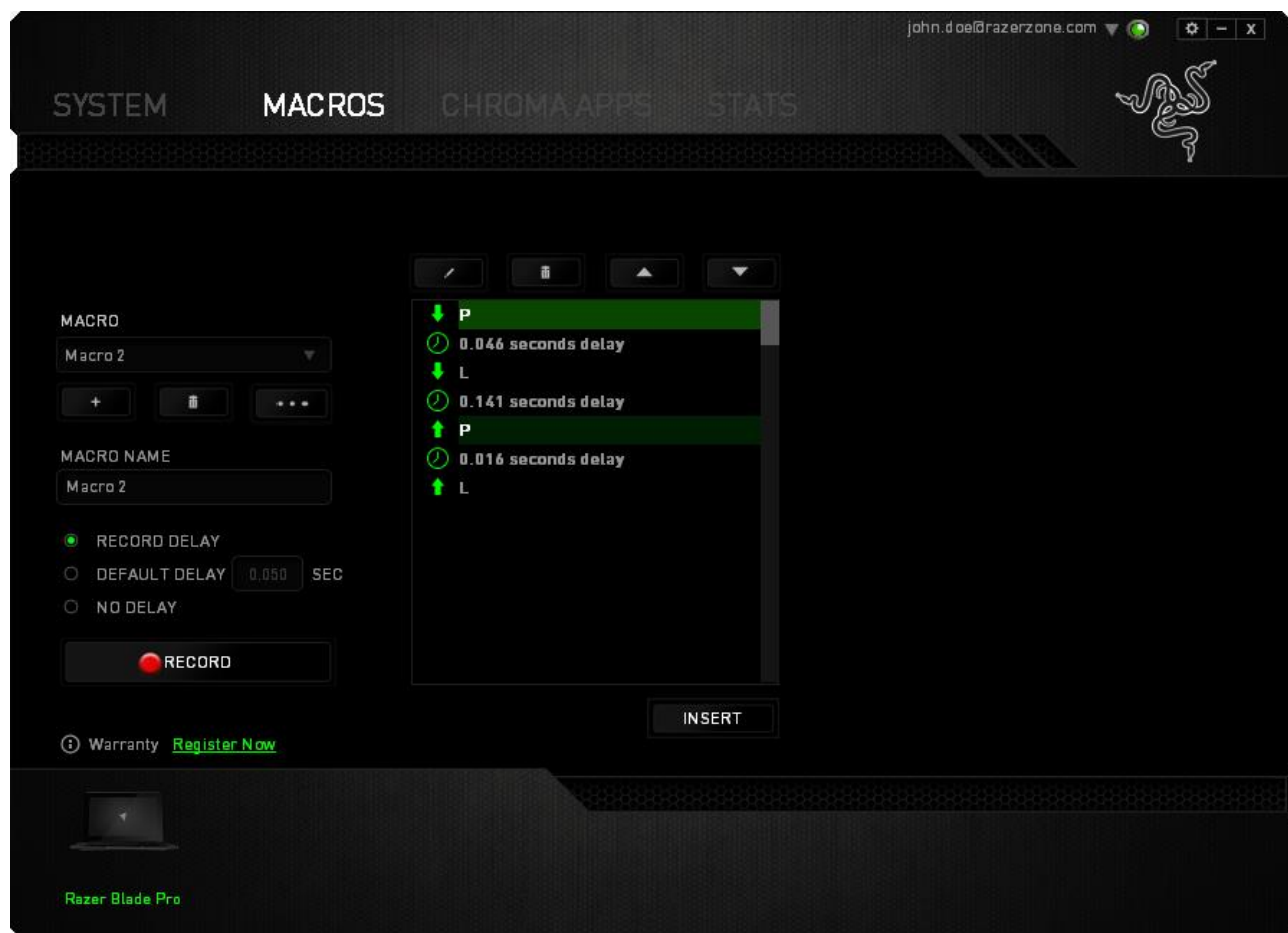 john.doe@razerzone.com
SYSTEM MACROS CHROMA APPS STATS
MACRO
Macro 2
MACRO NAME
Macro 2
RECORD DELAY
DEFAULT DELAY 0.050 SEC
NO DELAY
RECORD
P
0.046 seconds delay
L
0.141 seconds delay
P
0.016 seconds delay
L
INSERT
Warranty Register Now
Razer Blade Pro